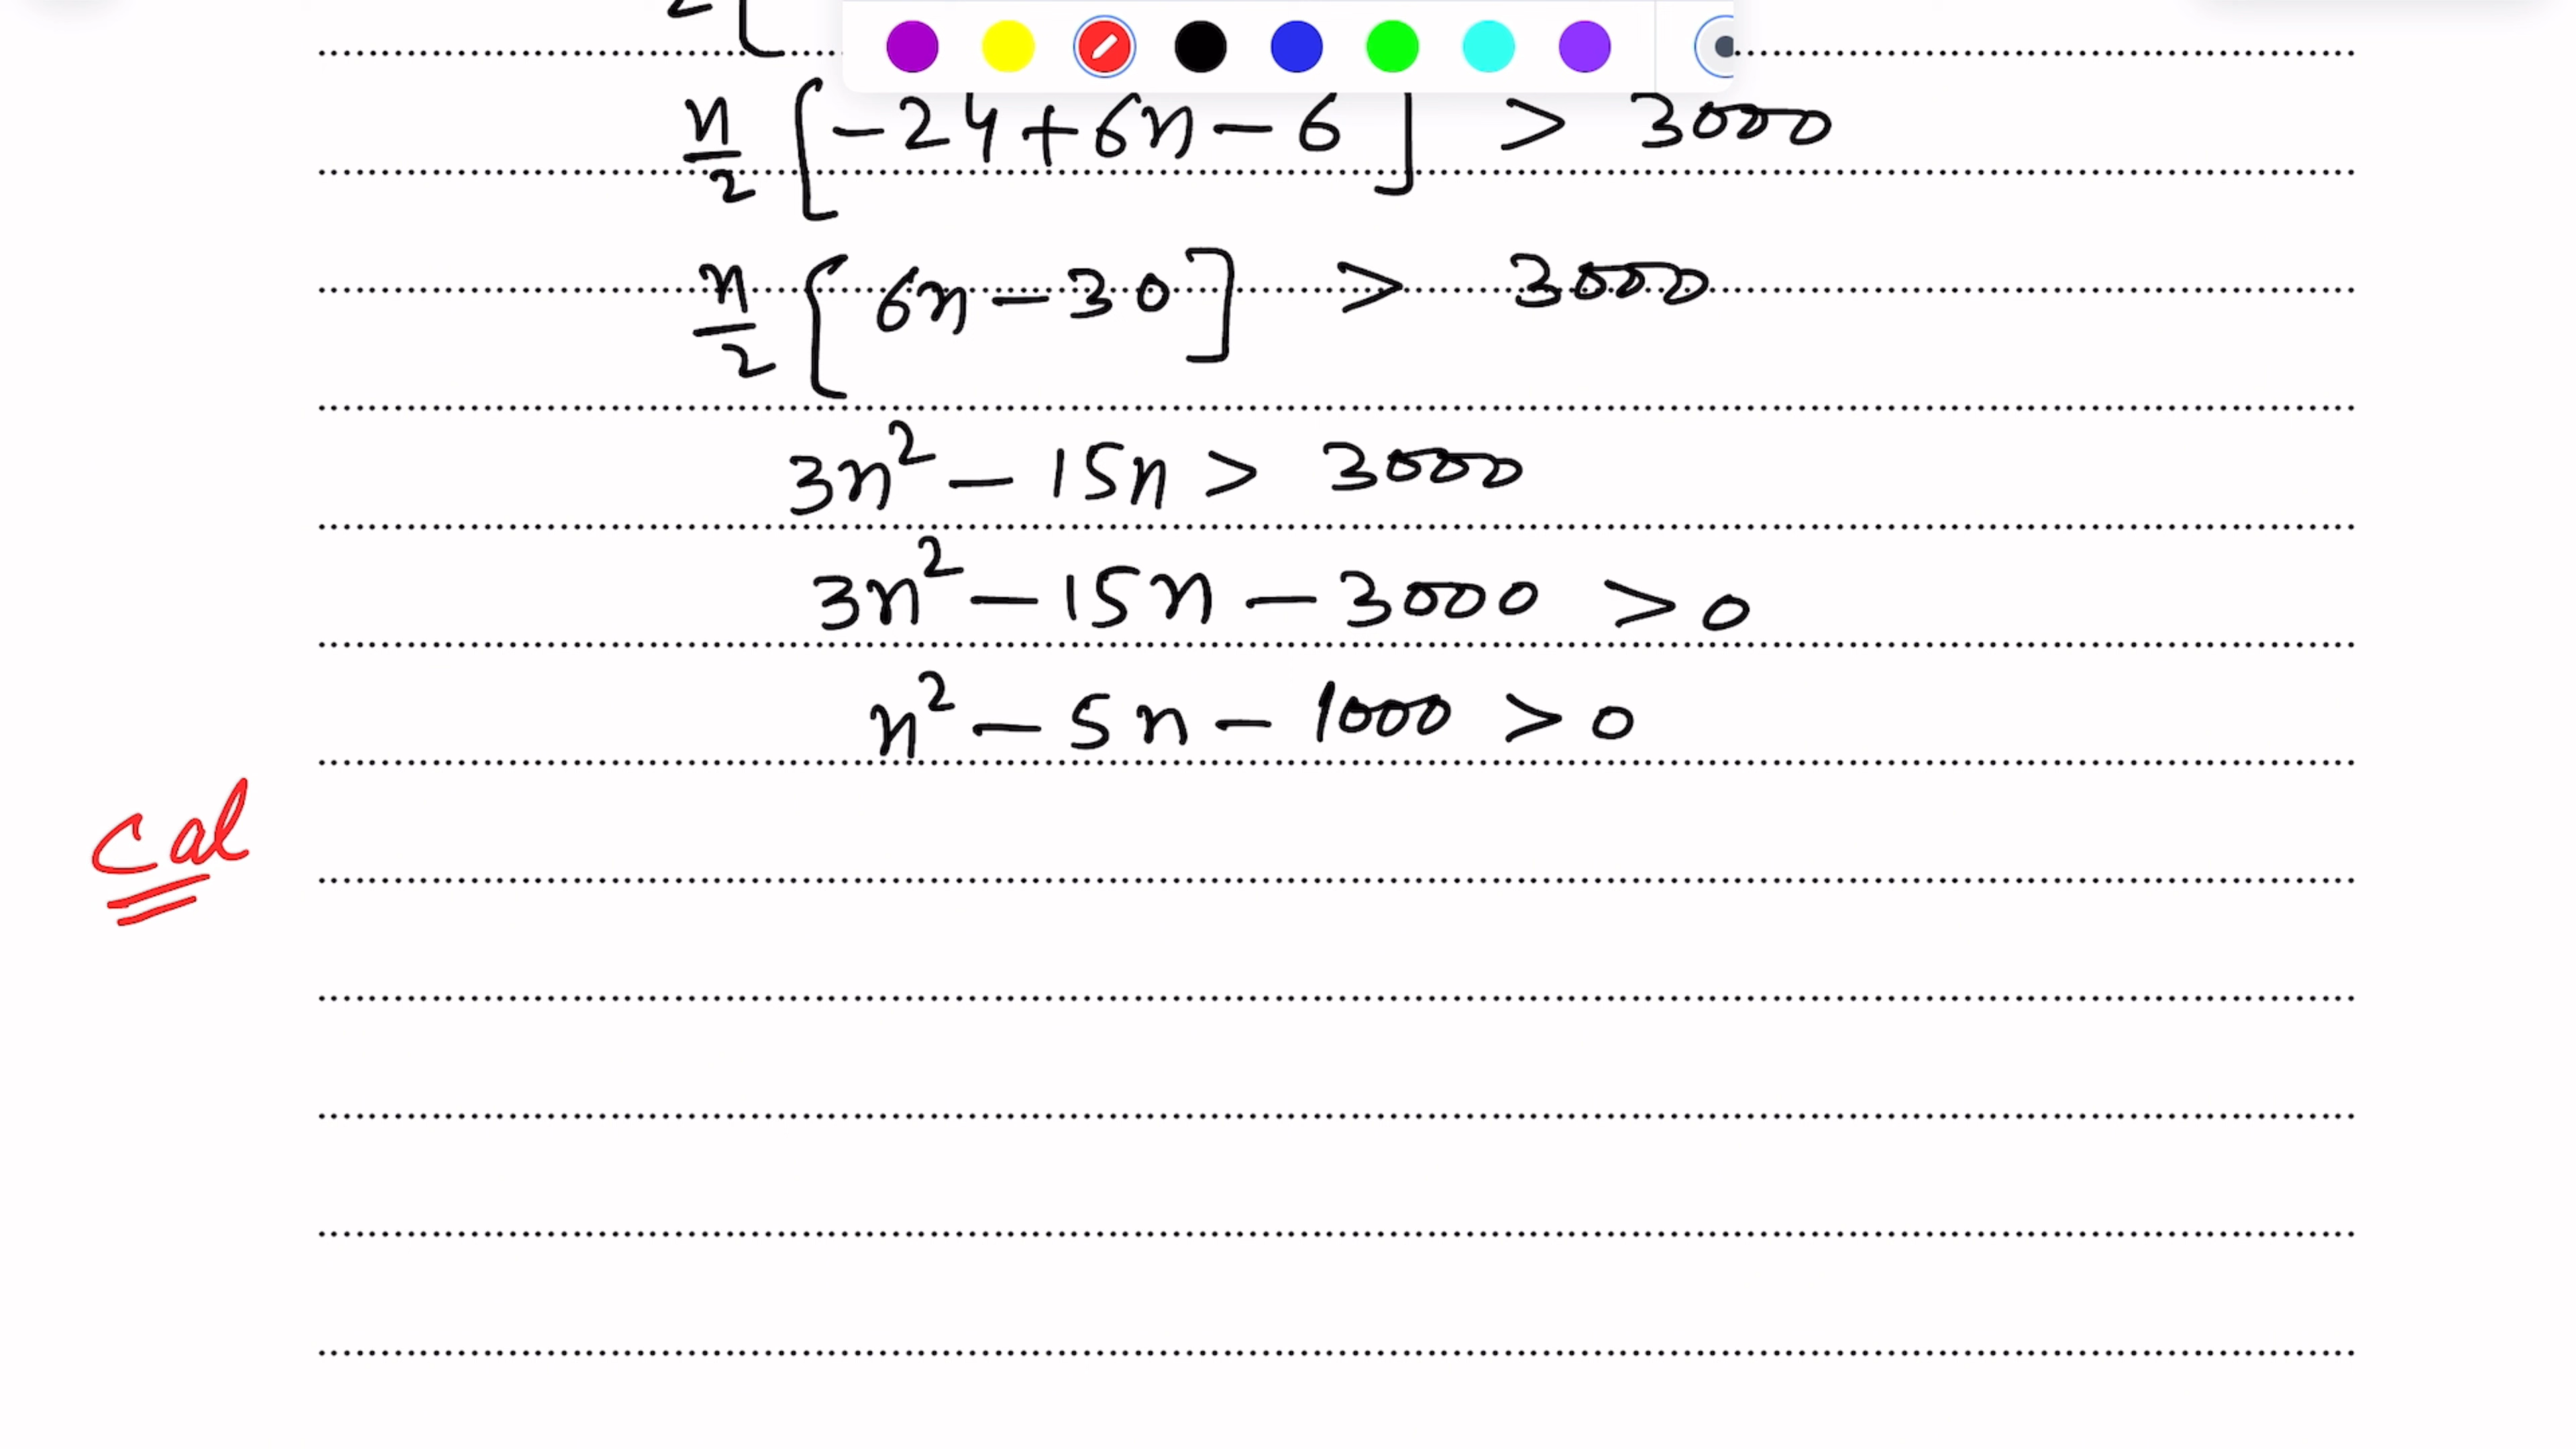 n/2 [-24+6n-6] > 3000
n/2 [6n-30] > 3000
3n² - 15n > 3000
3n² - 15n - 3000 > 0
n² - 5n - 1000 > 0
Cal